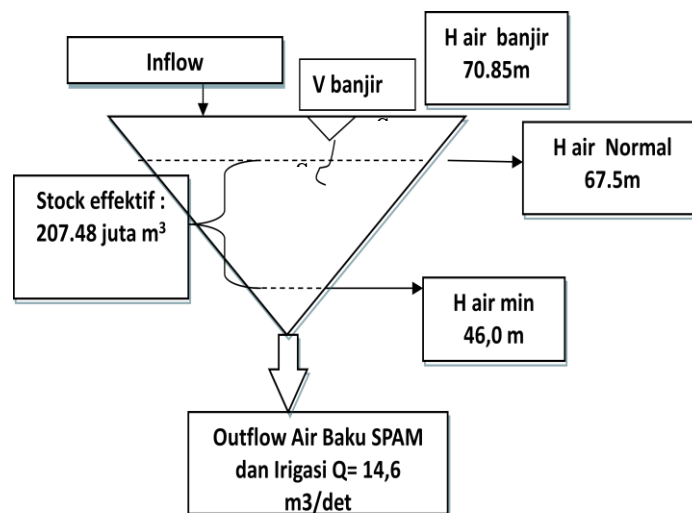 Inflow
V banjir
H air banjir
70.85m
H air Normal
67.5m
Stock effektif :
207.48 juta m³
H air min
46,0 m
Outflow Air Baku SPAM
dan Irigasi Q= 14,6
m3/det